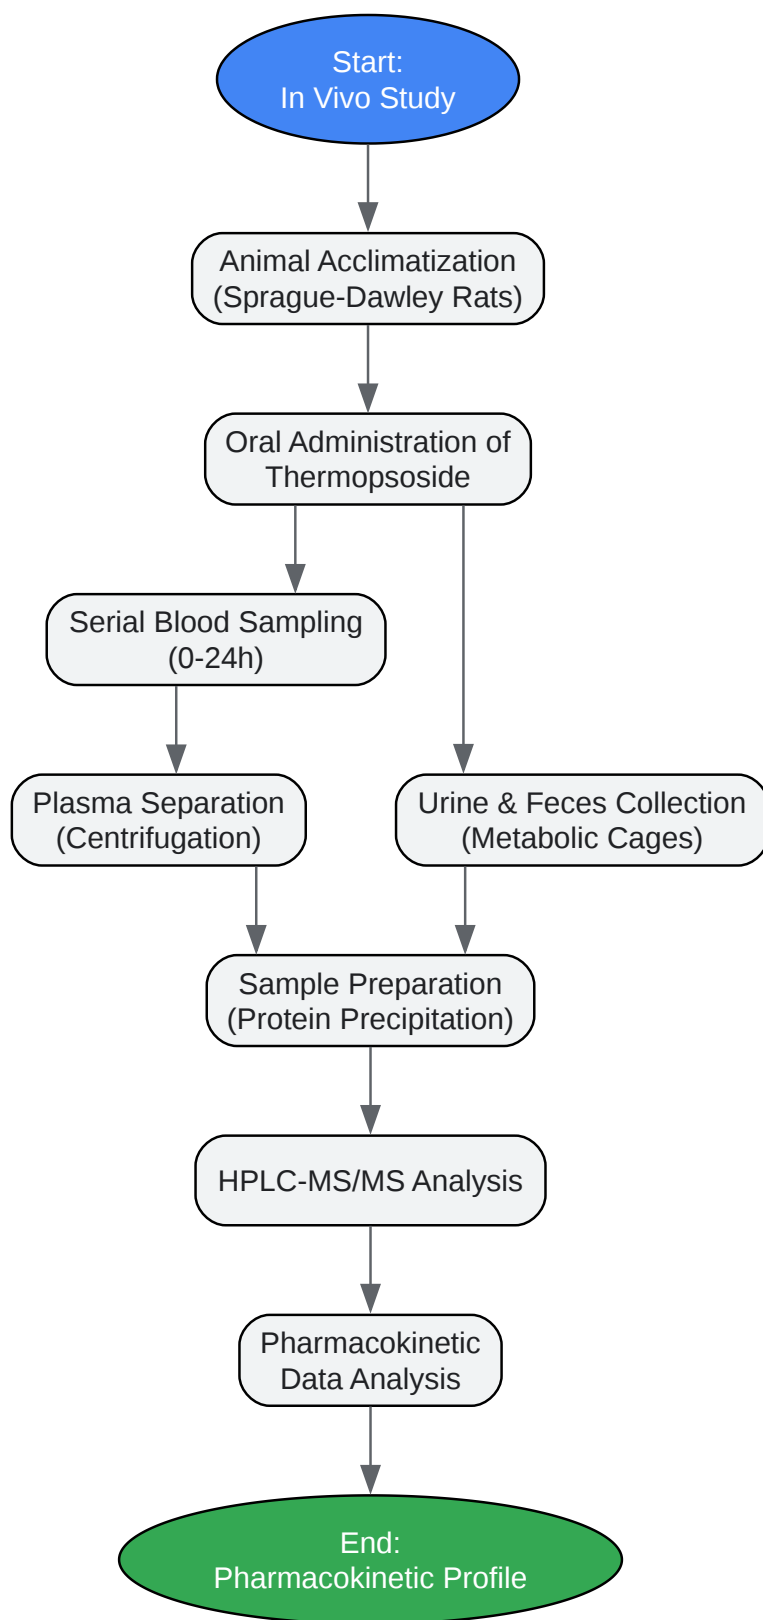 Start:
In Vivo Study
Animal Acclimatization
(Sprague-Dawley Rats)
Oral Administration of
Thermopsoside
Serial Blood Sampling
(0-24h)
Plasma Separation
(Centrifugation)
Urine & Feces Collection
(Metabolic Cages)
Sample Preparation
(Protein Precipitation)
HPLC-MS/MS Analysis
Pharmacokinetic
Data Analysis
End:
Pharmacokinetic Profile